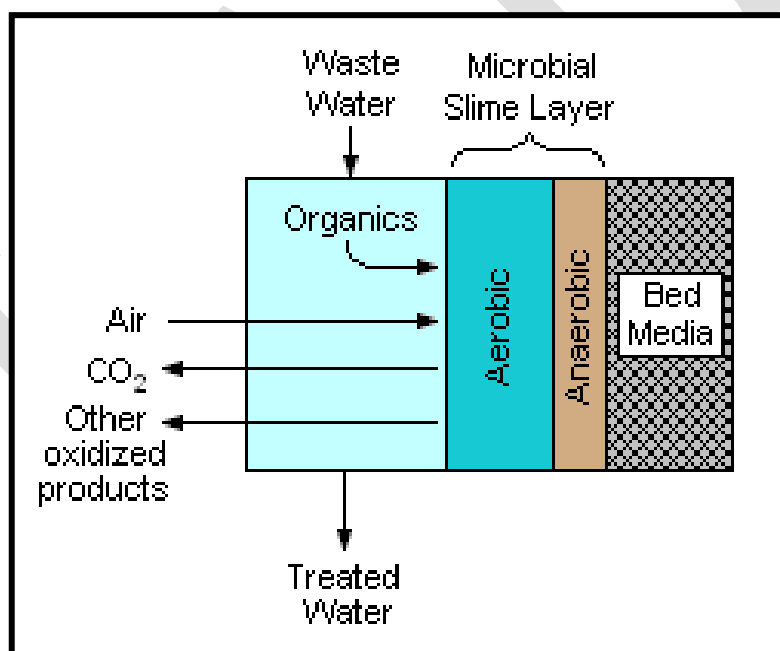 Waste
Water
Microbial
Slime Layer
Organics
Air
CO₂
Other
oxidized
products
Aerobic
Anaerobic
Bed
Media
Treated
Water